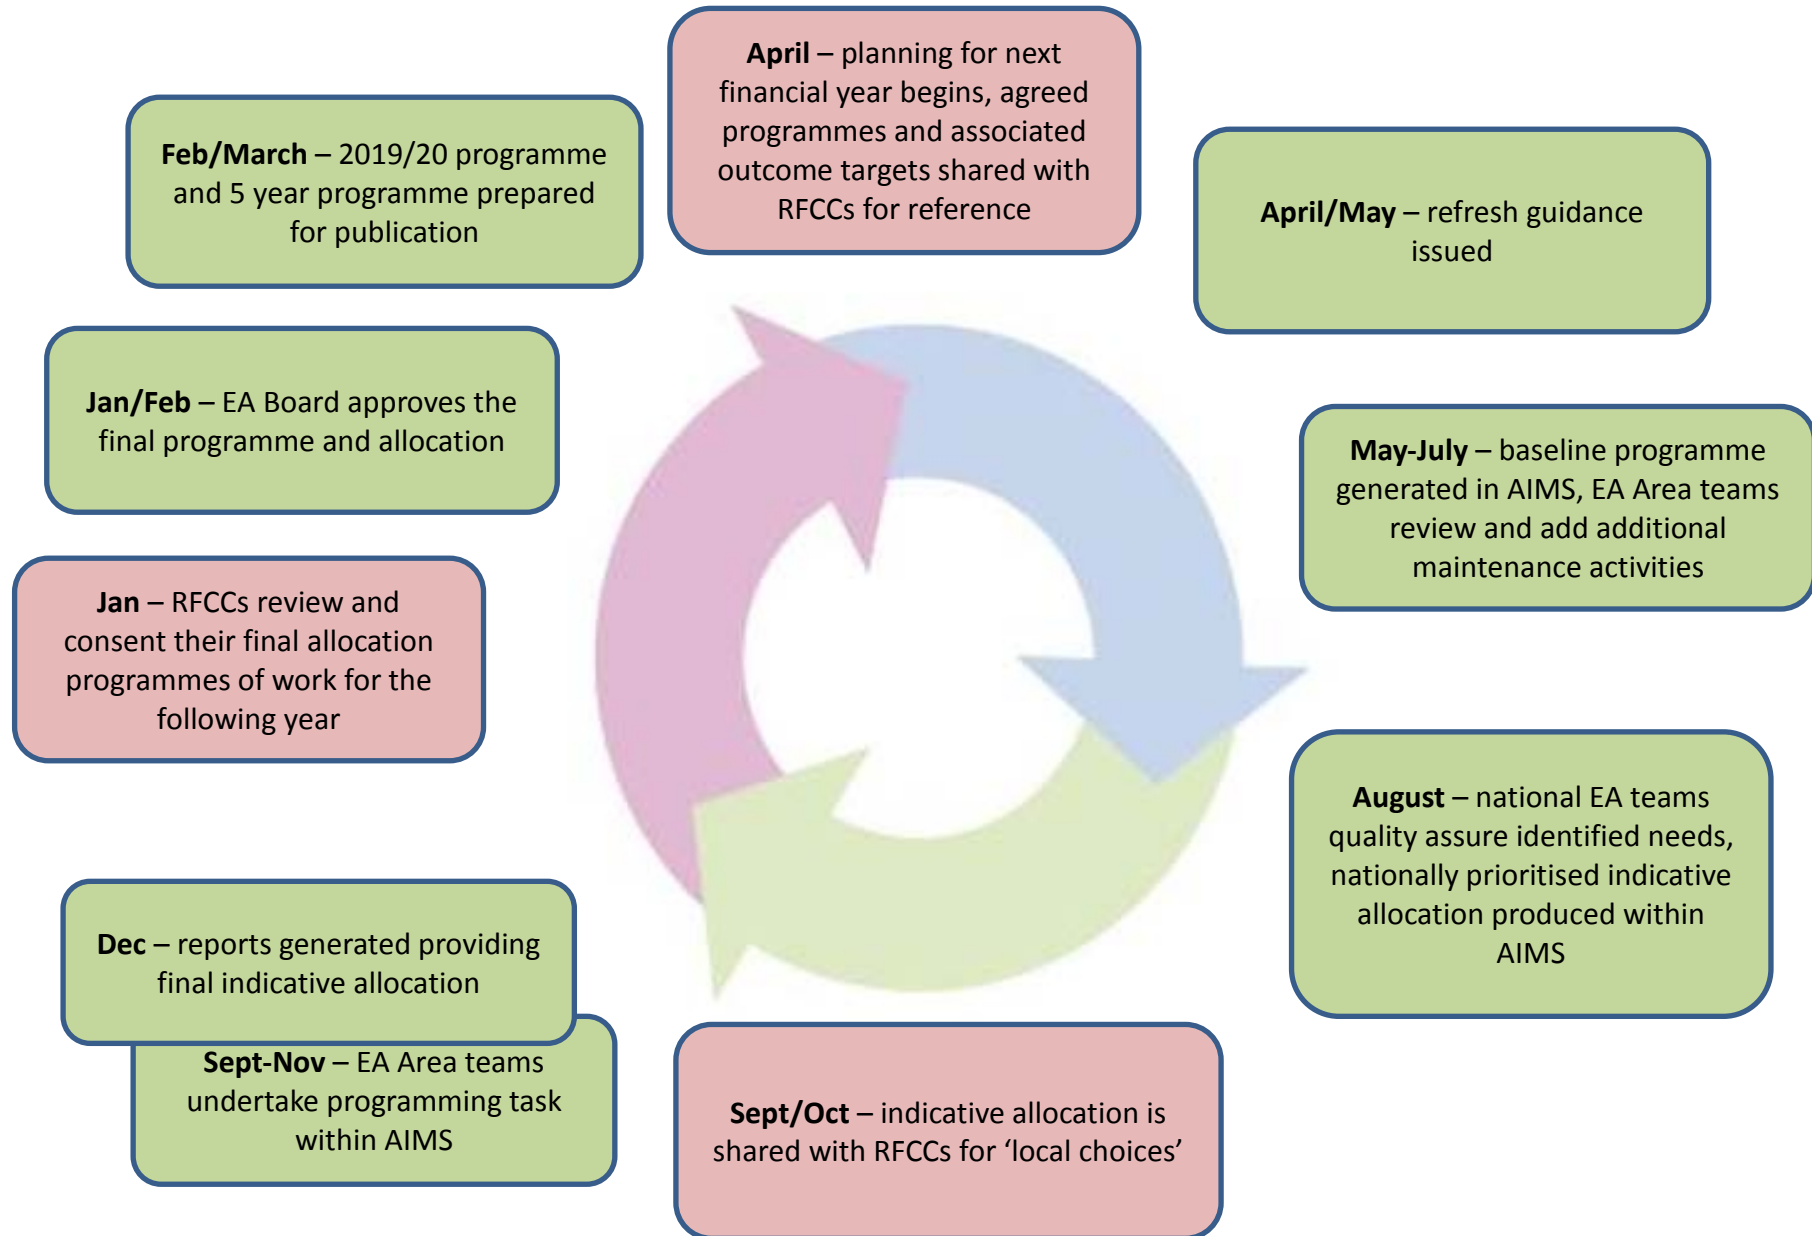 April – planning for next
financial year begins, agreed
programmes and associated
outcome targets shared with
RFCCs for reference
April/May – refresh guidance
issued
May-July – baseline programme
generated in AIMS, EA Area teams
review and add additional
maintenance activities
August – national EA teams
quality assure identified needs,
nationally prioritised indicative
allocation produced within
AIMS
Sept/Oct – indicative allocation is
shared with RFCCs for ‘local choices’
Sept-Nov – EA Area teams
undertake programming task
within AIMS
Dec – reports generated providing
final indicative allocation
Jan – RFCCs review and
consent their final allocation
programmes of work for the
following year
Jan/Feb – EA Board approves the
final programme and allocation
Feb/March – 2019/20 programme
and 5 year programme prepared
for publication